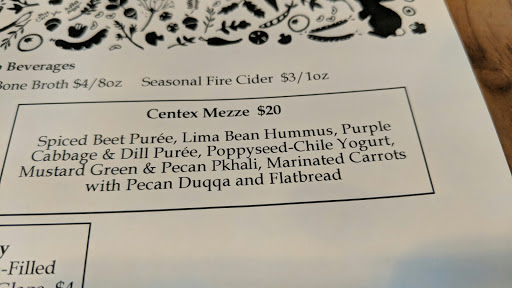 Beverages
Bone Broth $4/8oz Seasonal Fire Cider $3/1oz
Centex Mezze $20
Spiced Beet Purée, Lima Bean Hummus, Purple
Cabbage & Dill Purée, Poppyseed-Chile Yogurt,
Mustard Green & Pecan Pkhali, Marinated Carrots
with Pecan Duqqa and Flatbread
y
-Filled
$4